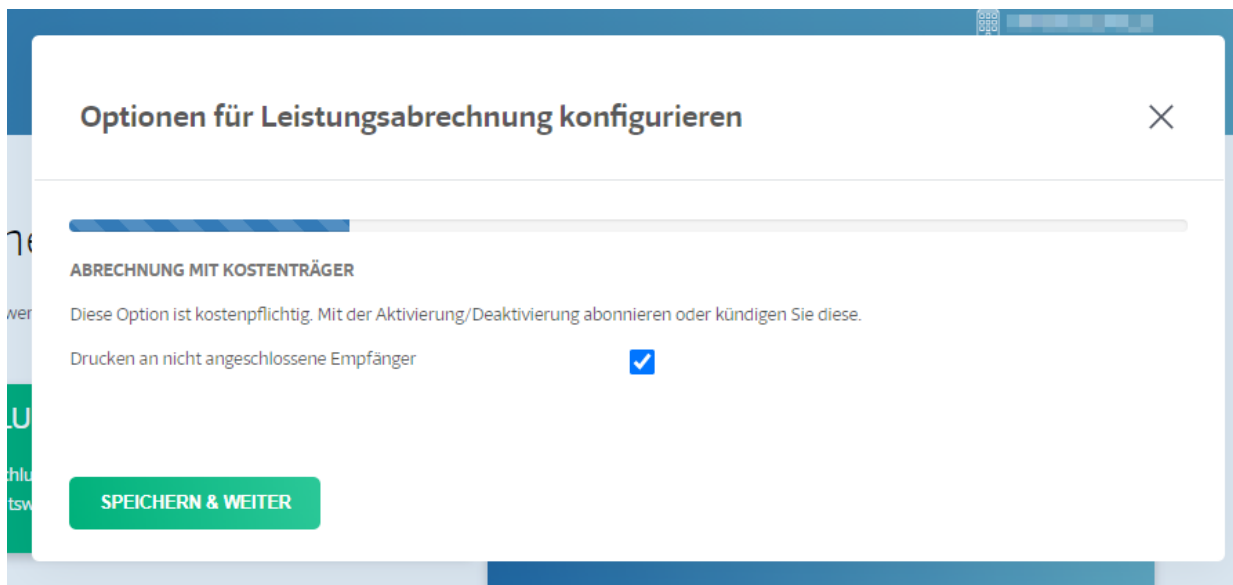 Optionen für Leistungsabrechnung konfigurieren
ABRECHNUNG MIT KOSTENTRÄGER
Diese Option ist kostenpflichtig. Mit der Aktivierung/Deaktivierung abonnieren oder kündigen Sie diese.
Drucken an nicht angeschlossene Empfänger
SPEICHERN & WEITER